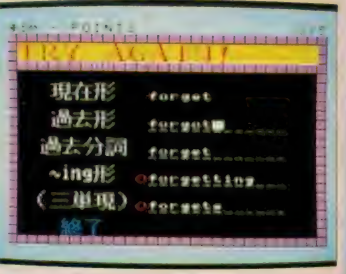 TRY AGAIN!
現在形 forget
過去形 forgot
過去分詞 forget
~ing形 ○forgetting
(三単現) ○forgets
終了